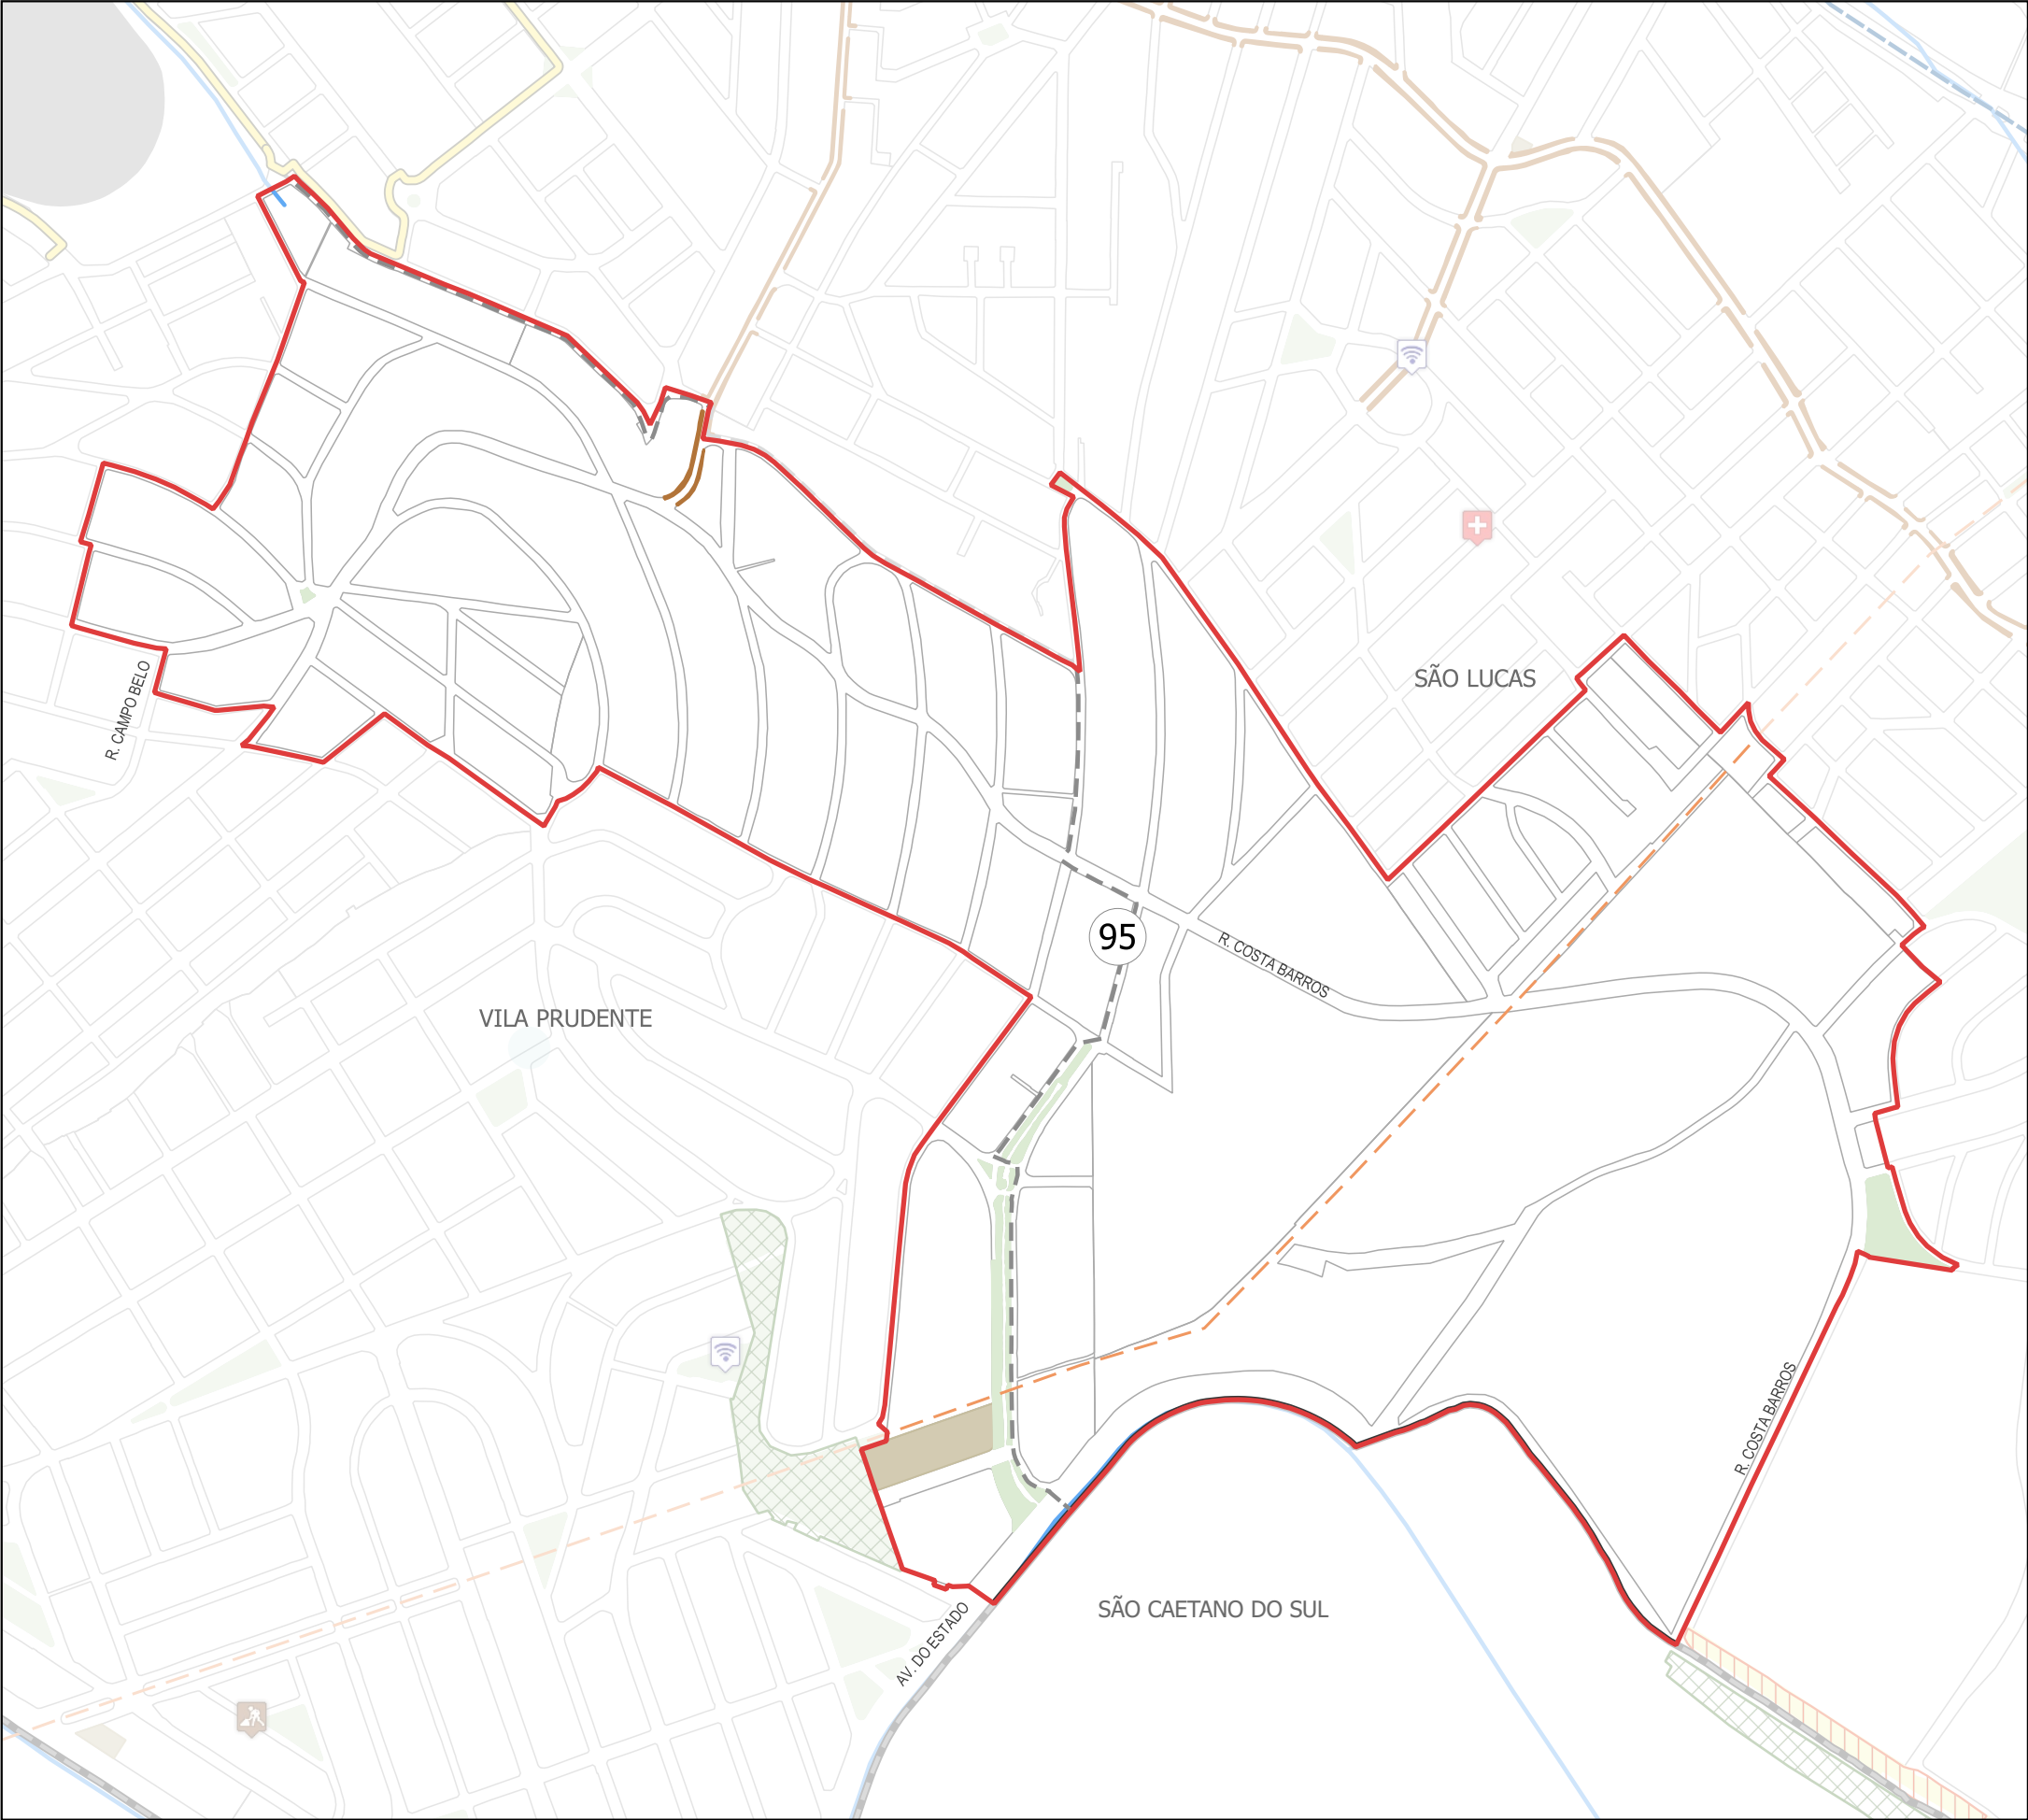 R. CAMPO BELO
SÃO LUCAS
95
R. COSTA BARROS
VILA PRUDENTE
R. COSTA BARROS
SÃO CAETANO DO SUL
AV. DO ESTADO